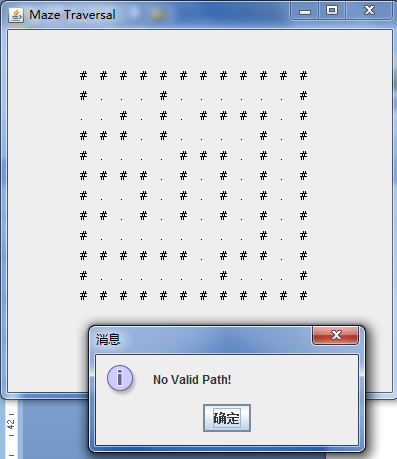 Maze Traversal
# # # # # # # # # # # #
# . . . # . . . . . . #
. . # . # . # # # # . #
# # # . # . . . . # . #
# . . . . # # # . # . #
# # # # . # . # . # . #
# . . # . # . # . # . #
# # . # . # . # . # . #
# . . . . . . . . # . #
# # # # # # . # # # . #
# . . . . . . # . . . #
# # # # # # # # # # # #
消息
No Valid Path!
确定
42